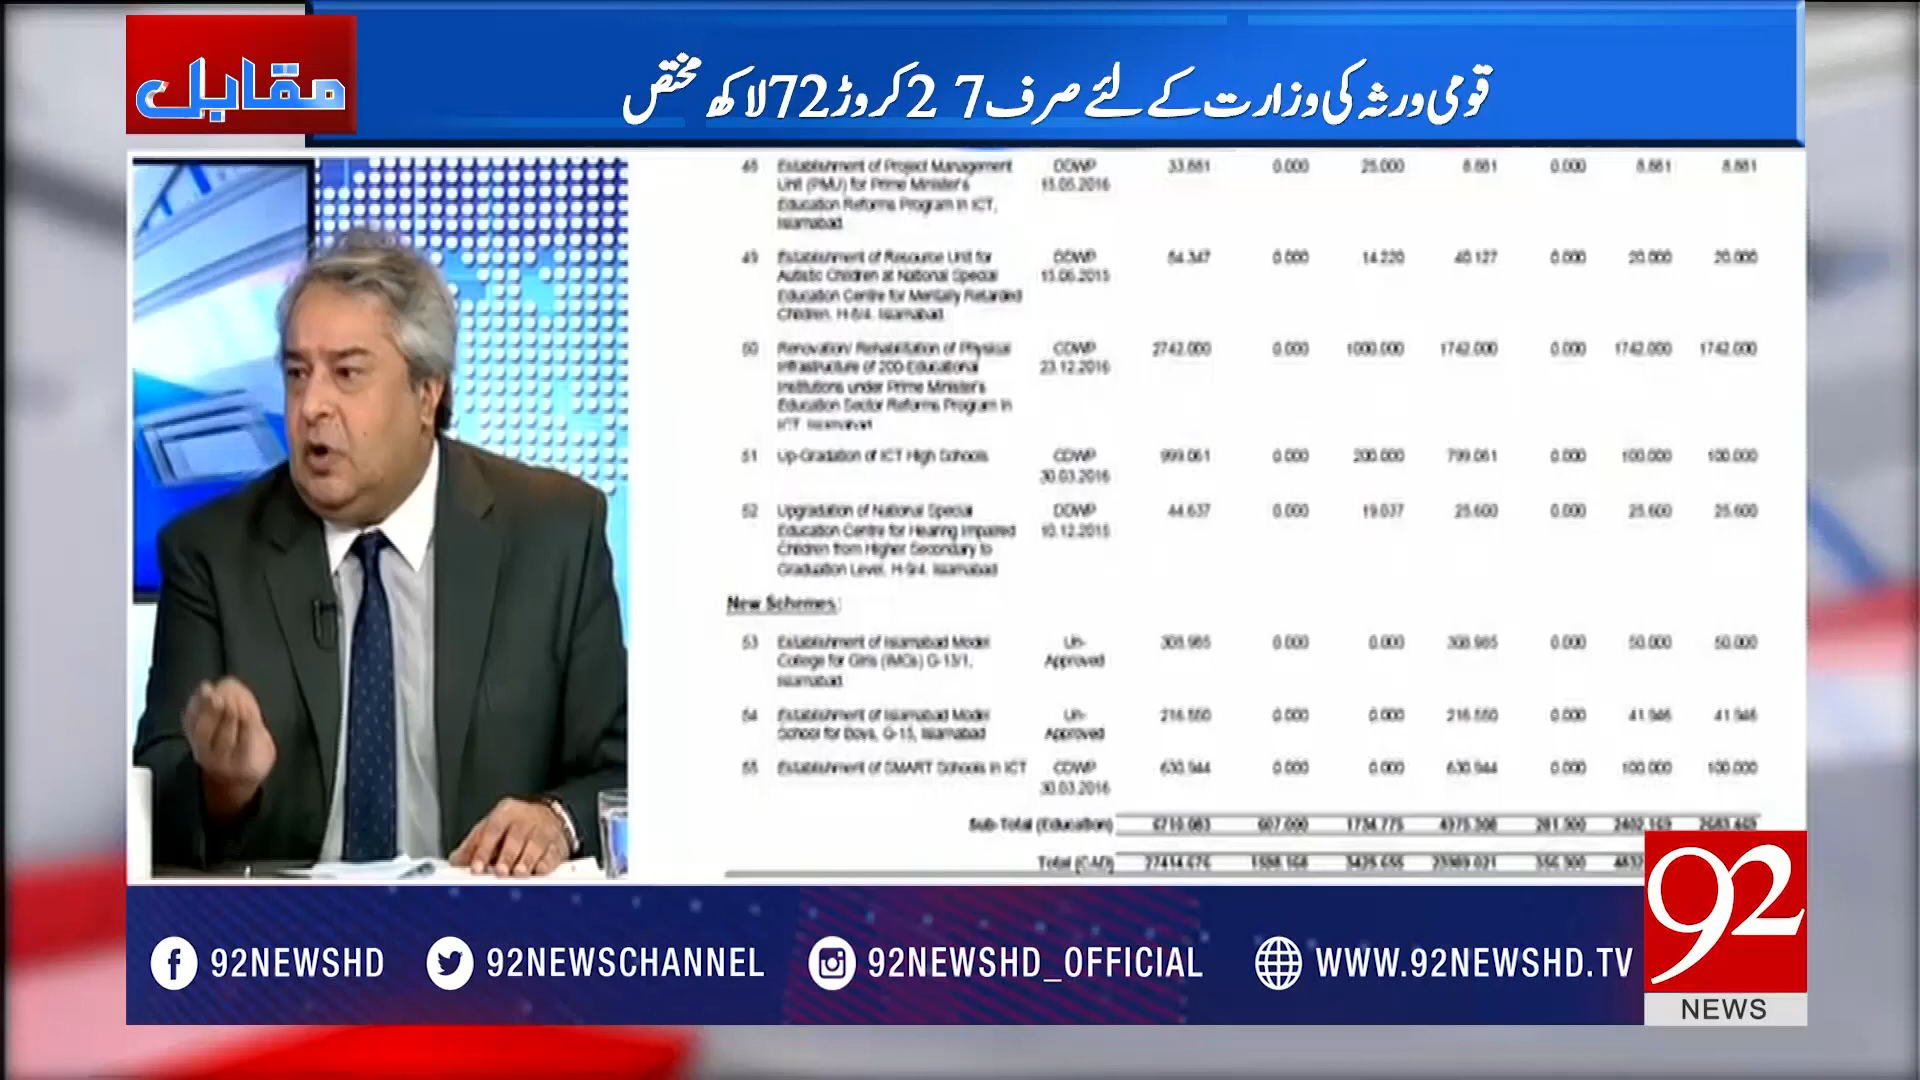 مقابل
قومی ورثہ کی وزارت کے لئے صرف 27 کروڑ 72 لاکھ مختص
48 Establishment of Project Management DDWP 33.881 0.000 25.000 8.881 0.000 8.881 8.881
Unit (PMU) for Prime Minister's 13.05.2016
Education Reforms Program in ICT,
Islamabad
49 Establishment of Resource Unit for DDWP 54.347 0.000 14.220 40.127 0.000 20.000 20.000
Autistic Children at National Special 15.06.2015
Education Centre for Mentally Retarded
Children, H-8/4, Islamabad
50 Renovation/ Rehabilitation of Physical CDWP 2742.000 0.000 1000.000 1742.000 0.000 1742.000 1742.000
Infrastructure of 200-Educational 23.12.2016
Institutions under Prime Minister's
Education Sector Reforms Program in
ICT, Islamabad
51 Up-Gradation of ICT High Schools CDWP 999.061 0.000 200.000 799.061 0.000 100.000 100.000
30.03.2016
52 Upgradation of National Special DDWP 44.637 0.000 19.037 25.600 0.000 25.600 25.600
Education Centre for Hearing Impaired 10.12.2015
Children from Higher Secondary to
Graduation Level, H-9/4, Islamabad
New Schemes:
53 Establishment of Islamabad Model Un- 308.985 0.000 0.000 308.985 0.000 50.000 50.000
College for Girls (IMCG) G-13/1, Approved
Islamabad
54 Establishment of Islamabad Model Un- 216.550 0.000 0.000 216.550 0.000 41.946 41.946
School for Boys, G-15, Islamabad Approved
55 Establishment of SMART Schools in ICT CDWP 630.944 0.000 0.000 630.944 0.000 100.000 100.000
30.03.2016
Sub-Total (Education)
Total (CAD)
92NEWSHD 92NEWSCHANNEL 92NEWSHD_OFFICIAL WWW.92NEWSHD.TV
92
NEWS